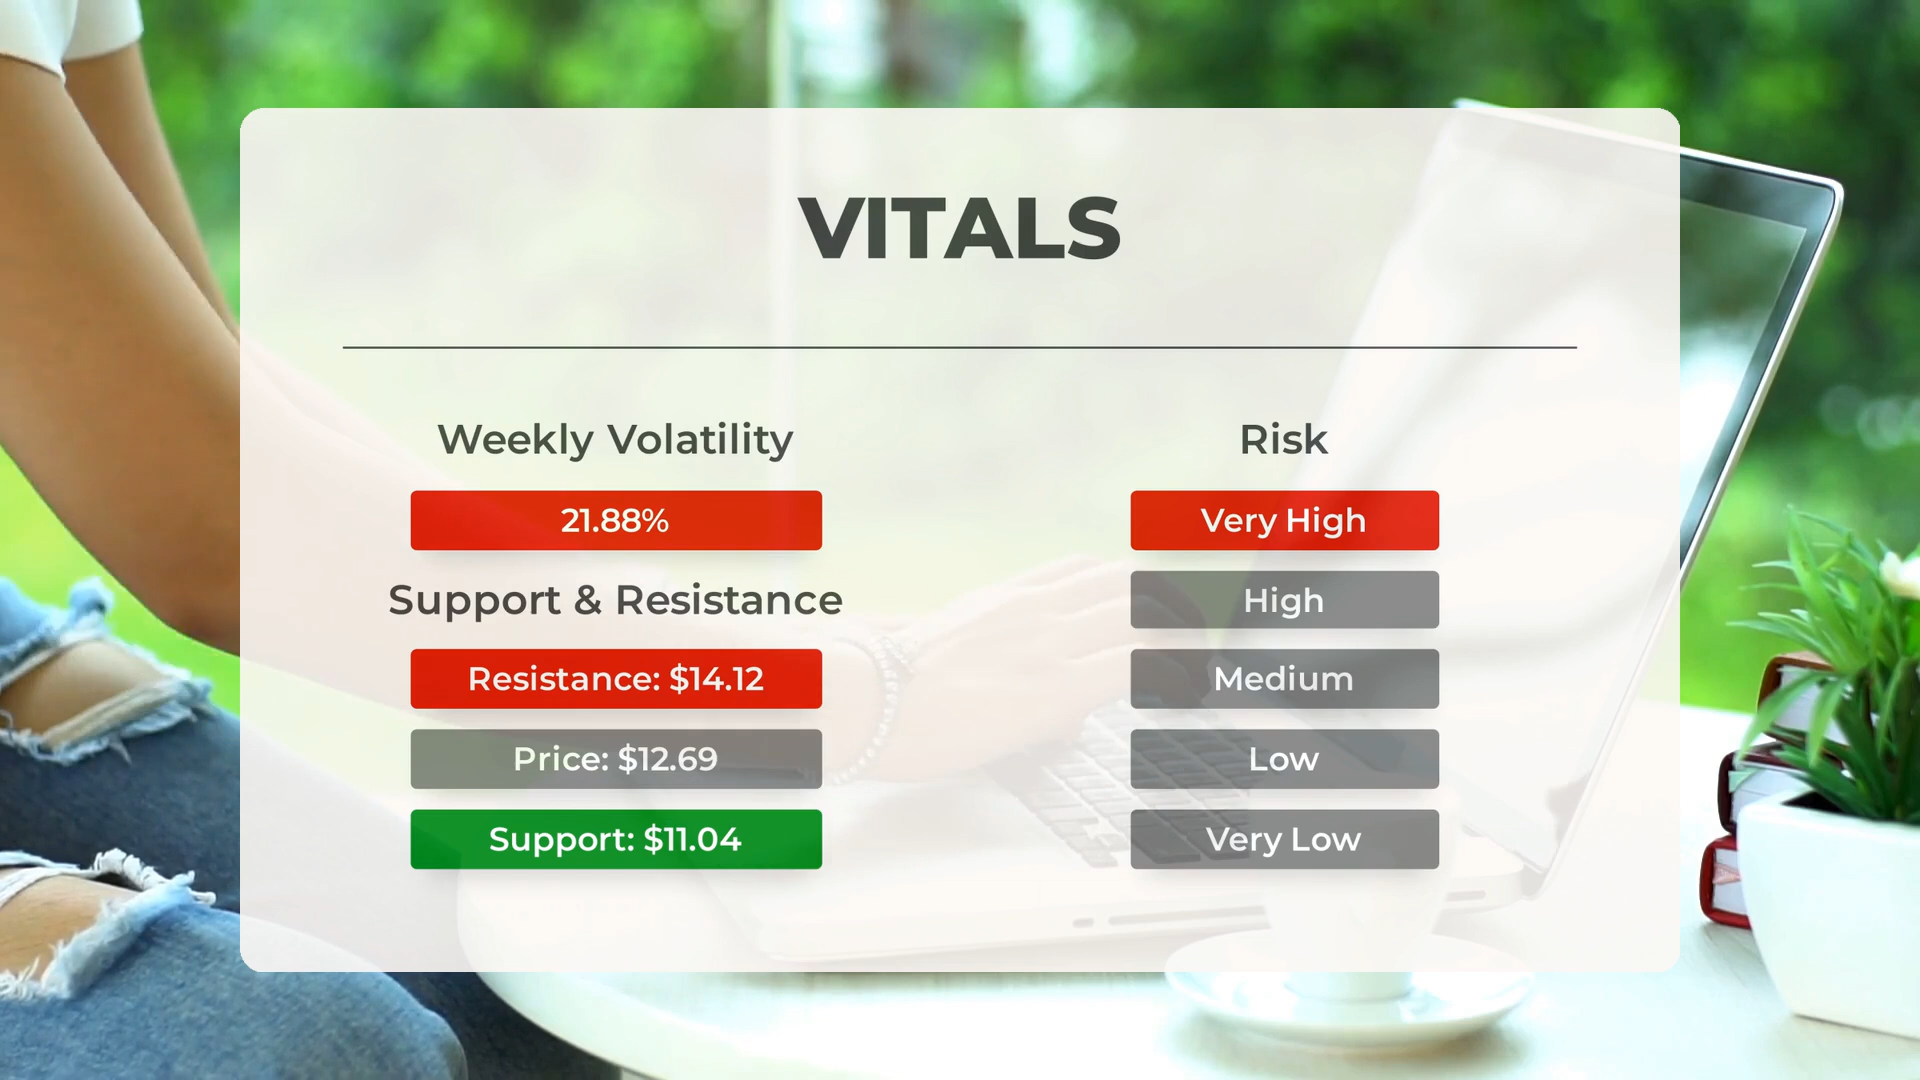 VITALS
Weekly Volatility
21.88%
Support & Resistance
Resistance: $14.12
Price: $12.69
Support: $11.04
Risk
Very High
High
Medium
Low
Very Low